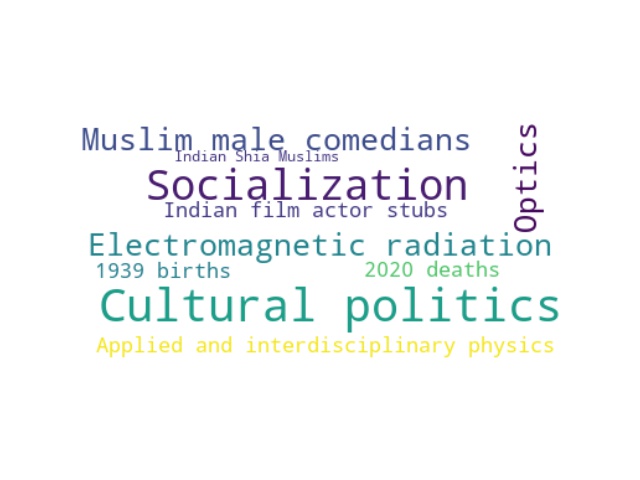 Muslim male comedians
Indian Shia Muslims
Socialization
Optics
Indian film actor stubs
Electromagnetic radiation
1939 births
2020 deaths
Cultural politics
Applied and interdisciplinary physics